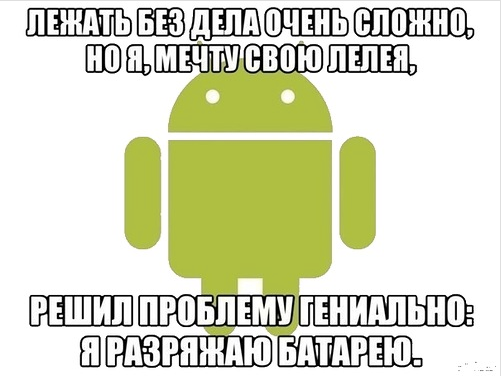 ЛЕЖАТЬ БЕЗ ДЕЛА ОЧЕНЬ СЛОЖНО,
НО Я, МЕЧТУ СВОЮ ЛЕЛЕЯ,
РЕШИЛ ПРОБЛЕМУ ГЕНИАЛЬНО:
Я РАЗРЯЖАЮ БАТАРЕЮ.